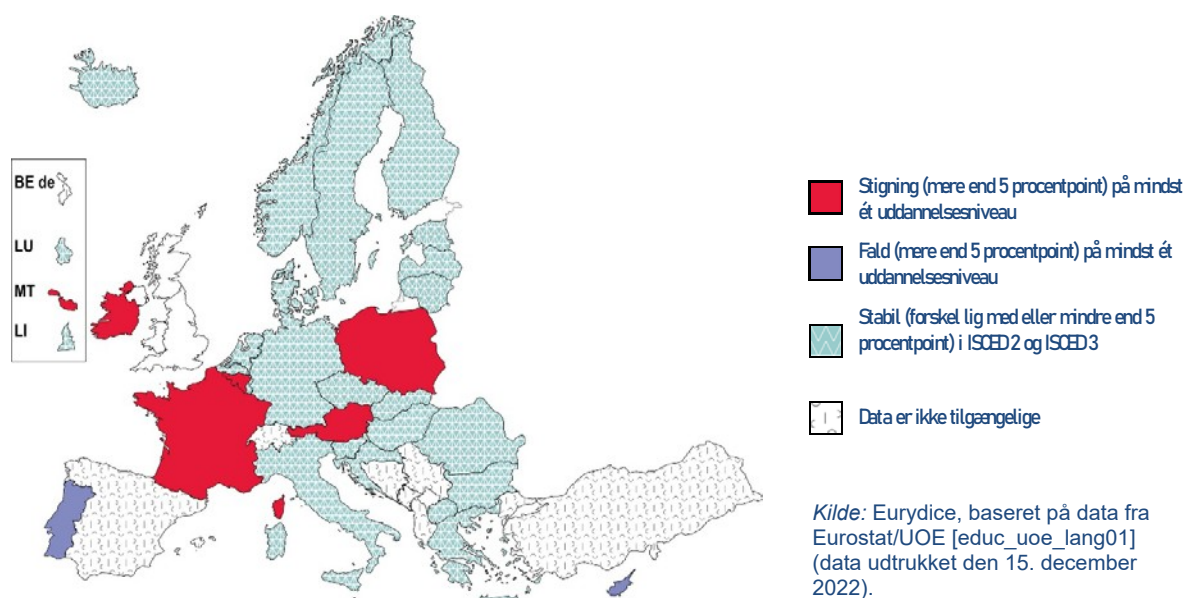 BE de
LU
MT
LI
Stigning (mere end 5 procentpoint) på mindst
ét uddannelsesniveau
Fald (mere end 5 procentpoint) på mindst ét
uddannelsesniveau
Stabil (forskel lig med eller mindre end 5
procentpoint) i ISCED 2 og ISCED 3
Data er ikke tilgængelige
Kilde: Eurydice, baseret på data fra
Eurostat/UOE [educ_uoe_lang01]
(data udtrukket den 15. december
2022).